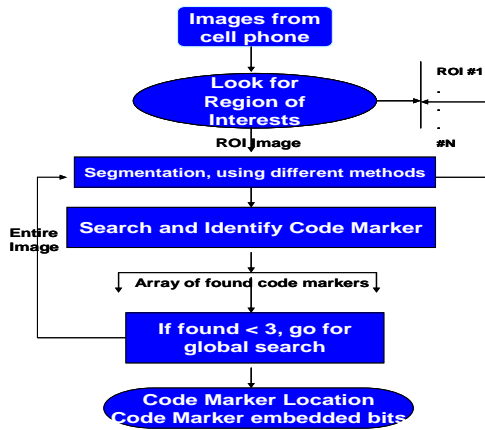 Images from
cell phone
Look for
Region of
Interests
ROI #1
.
.
.
#N
ROI Image
Segmentation, using different methods
Search and Identify Code Marker
Entire
Image
Array of found code markers
If found < 3, go for
global search
Code Marker Location
Code Marker embedded bits